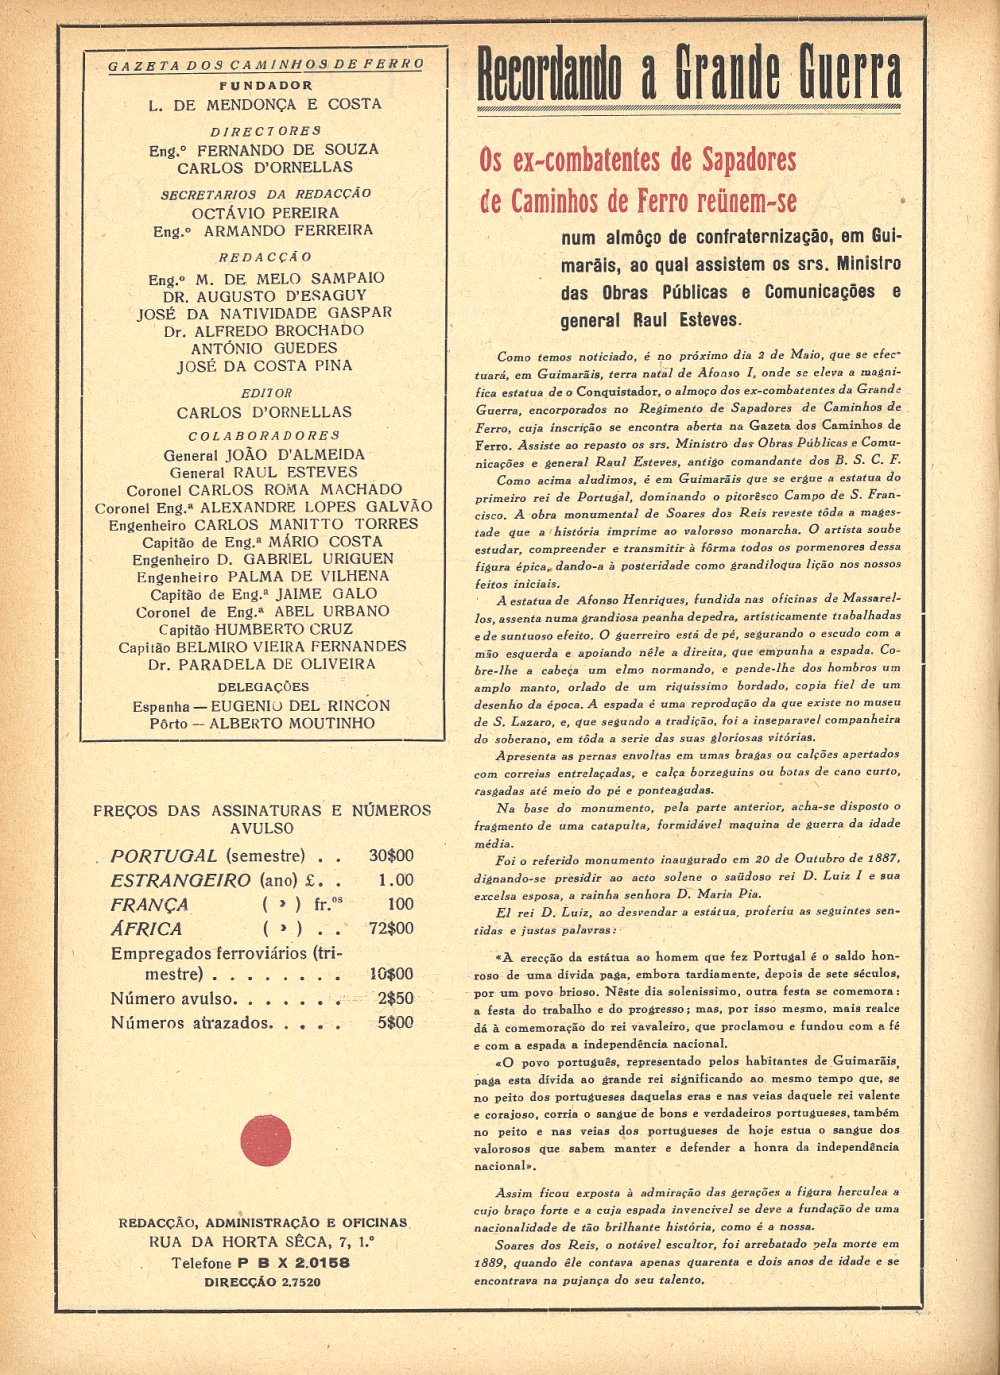 GAZETA DOS CAMINHOS DE FERRO
FUNDADOR
L. DE MENDONÇA E COSTA
DIRECTORES
Eng.º FERNANDO DE SOUZA
CARLOS D'ORNELLAS
SECRETARIOS DA REDACÇÃO
OCTÁVIO PEREIRA
Eng.º ARMANDO FERREIRA
REDACÇÃO
Eng.º M. DE MELO SAMPAIO
DR. AUGUSTO D'ESAGUY
JOSÉ DA NATIVIDADE GASPAR
Dr. ALFREDO BROCHADO
ANTÓNIO GUEDES
JOSÉ DA COSTA PINA
EDITOR
CARLOS D'ORNELLAS
COLABORADORES
General JOÃO D'ALMEIDA
General RAUL ESTEVES
Coronel CARLOS ROMA MACHADO
Coronel Eng.ª ALEXANDRE LOPES GALVÃO
Engenheiro CARLOS MANITTO TORRES
Capitão de Eng.ª MÁRIO COSTA
Engenheiro D. GABRIEL URIGUEN
Engenheiro PALMA DE VILHENA
Capitão de Eng.ª JAIME GALO
Coronel de Eng.ª ABEL URBANO
Capitão HUMBERTO CRUZ
Capitão BELMIRO VIEIRA FERNANDES
Dr. PARADELA DE OLIVEIRA
DELEGAÇÕES
Espanha — EUGENIO DEL RINCON
Pôrto — ALBERTO MOUTINHO
FREÇOS DAS ASSINATURAS E NÚMEROS
AVULSO
PORTUGAL (semestre) . . 30$00
ESTRANGEIRO (ano) £. . 1.00
FRANÇA ( » ) fr.os 100
ÁFRICA ( » ) . . 72$00
Empregados ferroviários (tri-
mestre) . . . . . . . . 10$00
Número avulso. . . . . . . 2$50
Números atrazados. . . . . 5$00
REDACÇÃO, ADMINISTRAÇÃO E OFICINAS
RUA DA HORTA SÊCA, 7, 1.º
Telefone P B X 2.0158
DIRECÇÃO 2.7520
Recordando a Grande Guerra
Os ex-combatentes de Sapadores
de Caminhos de Ferro reünem-se
num almôço de confraternização, em Gui-
marãis, ao qual assistem os srs. Ministro
das Obras Públicas e Comunicações e
general Raul Esteves.
Como temos noticiado, é no próximo dia 2 de Maio, que se efec-
tuará, em Guimarãis, terra natal de Afonso I, onde se eleva a magni-
fica estatua de o Conquistador, o almoço dos ex-combatentes da Grande
Guerra, encorporados no Regimento de Sapadores de Caminhos de
Ferro, cuja inscrição se encontra aberta na Gazeta dos Caminhos de
Ferro. Assiste ao repasto os srs. Ministro das Obras Públicas e Comu-
nicações e general Raul Esteves, antigo comandante dos B. S. C. F.
Como acima aludimos, é em Guimarãis que se ergue a estatua do
primeiro rei de Portugal, dominando o pitorêsco Campo de S. Fran-
cisco. A obra monumental de Soares dos Reis reveste tôda a mages-
tade que a história imprime ao valoroso monarcha. O artista soube
estudar, compreender e transmitir à fôrma todos os pormenores dessa
figura épica, dando-a à posteridade como grandiloqua lição nos nossos
feitos iniciais.
A estatua de Afonso Henriques, fundida nas oficinas de Massarel-
los, assenta numa grandiosa peanha depedra, artísticamente trabalhadas
e de suntuoso efeito. O guerreiro está de pé, segurando o escudo com a
mão esquerda e apoiando nêle a direita, que empunha a espada. Co-
bre-lhe a cabeça um elmo normando, e pende-lhe dos hombros um
amplo manto, orlado de um riquissimo bordado, copia fiel de um
desenho da época. A espada é uma reprodução da que existe no museu
de S. Lazaro, e, que segundo a tradição, foi a inseparavel companheira
do soberano, em tôda a serie das suas gloriosas vitórias.
Apresenta as pernas envoltas em umas bragas ou calções apertados
com correias entrelaçadas, e calça borzeguins ou botas de cano curto,
rasgadas até meio do pé e ponteagudas.
Na base do monumento, pela parte anterior, acha-se disposto o
fragmento de uma catapulta, formidável maquina de guerra da idade
média.
Foi o referido monumento inaugurado em 20 de Outubro de 1887,
dignando-se presidir ao acto solene o saüdoso rei D. Luiz I e sua
excelsa esposa, a rainha senhora D. Maria Pia.
El rei D. Luiz, ao desvendar a estátua, proferiu as seguintes sen-
tidas e justas palavras:
«A erecção da estátua ao homem que fez Portugal é o saldo hon-
roso de uma dívida paga, embora tardiamente, depois de sete séculos,
por um povo brioso. Nêste dia soleníssimo, outra festa se comemora:
a festa do trabalho e do progresso; mas, por isso mesmo, mais realce
dá à comemoração do rei vavaleiro, que proclamou e fundou com a fé
e com a espada a independência nacional.
«O povo português, representado pelos habitantes de Guimarãis,
paga esta dívida ao grande rei significando ao mesmo tempo que, se
no peito dos portugueses daquelas eras e nas veias daquele rei valente
e corajoso, corria o sangue de bons e verdadeiros portugueses, também
no peito e nas veias dos portugueses de hoje estua o sangue dos
valorosos que sabem manter e defender a honra da independência
nacional».
Assim ficou exposta à admiração das gerações a figura herculea a
cujo braço forte e a cuja espada invencivel se deve a fundação de uma
nacionalidade de tão brilhante história, como é a nossa.
Soares dos Reis, o notável escultor, foi arrebatado pela morte em
1889, quando êle contava apenas quarenta e dois anos de idade e se
encontrava na pujança do seu talento.